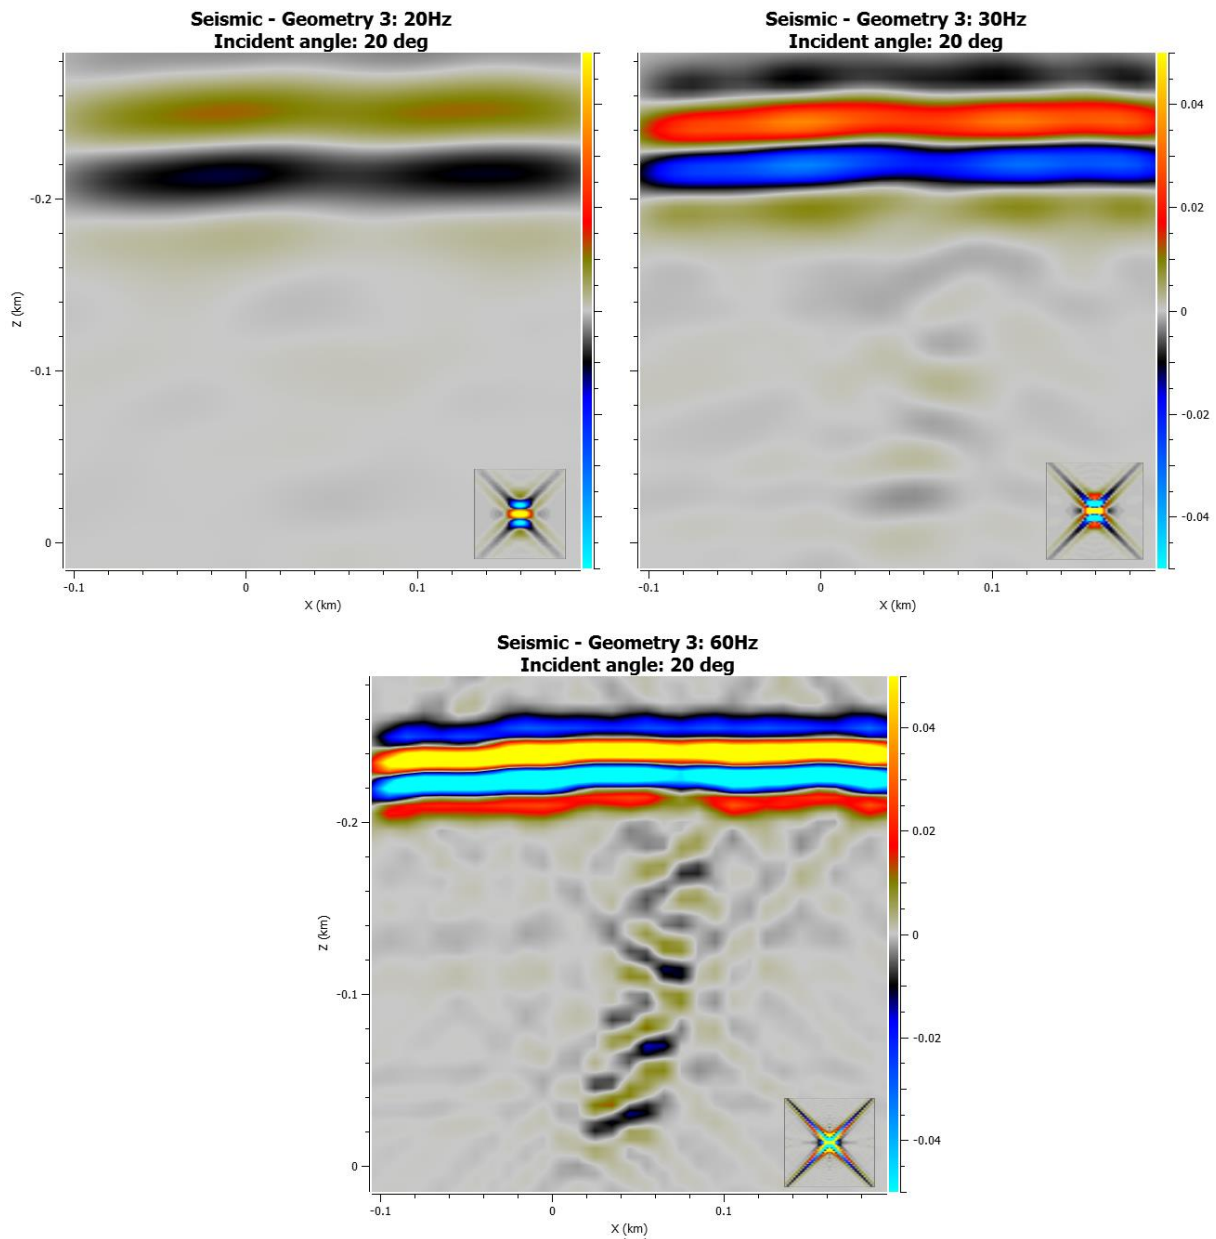 Seismic - Geometry 3: 20Hz
Incident angle: 20 deg
-0.2
-0.1
0
Z (km)
-0.1
0
0.1
X (km)
Seismic - Geometry 3: 30Hz
Incident angle: 20 deg
0.04
0.02
0
-0.02
-0.04
0
0.1
-0.1
X (km)
Seismic - Geometry 3: 60Hz
Incident angle: 20 deg
-0.2
-0.1
0
Z (km)
0.04
0.02
0
-0.02
-0.04
-0.1
0
0.1
X (km)